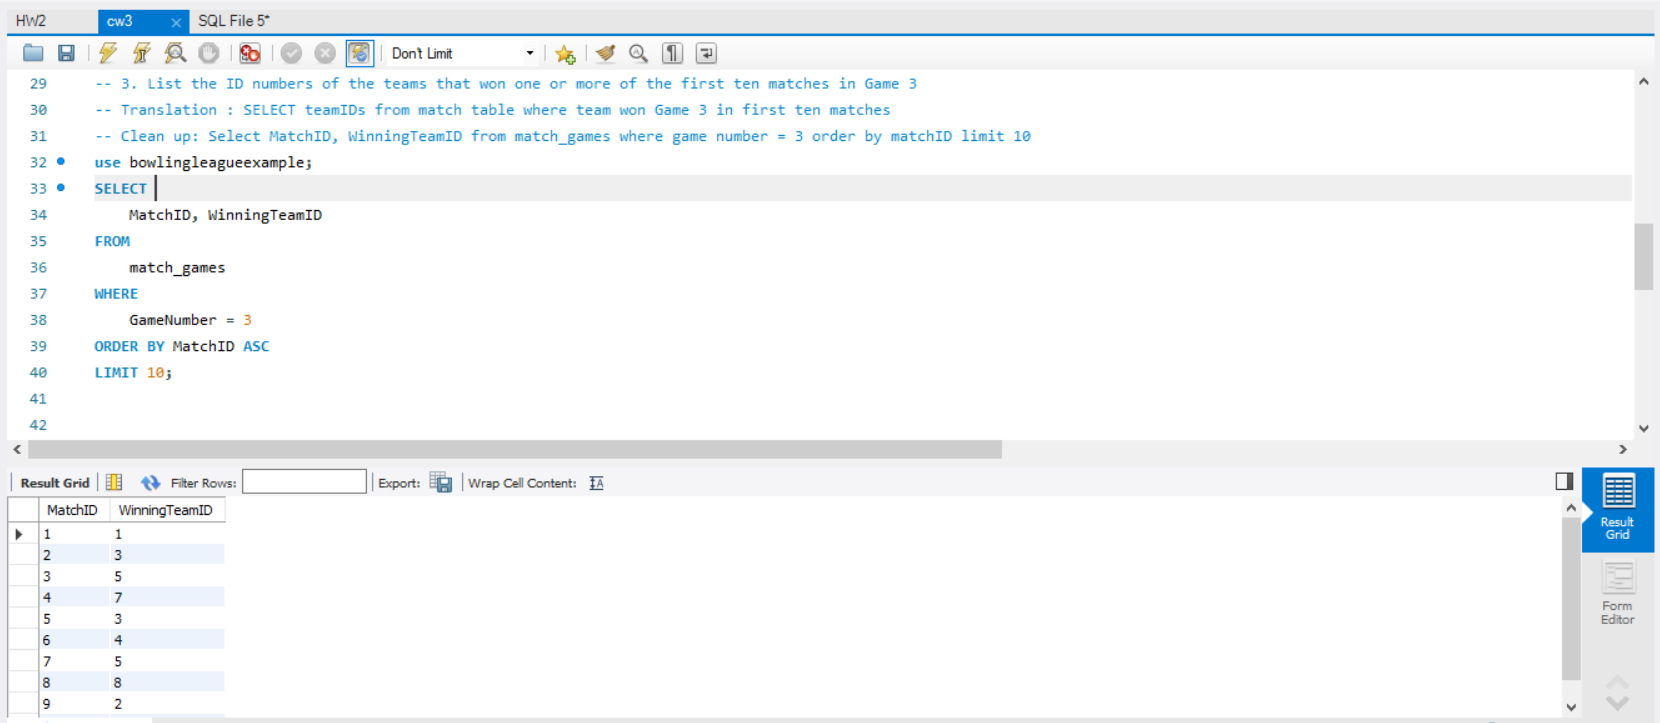 HW2 cw3 SQL File 5*
Don't Limit
29 -- 3. List the ID numbers of the teams that won one or more of the first ten matches in Game 3
30 -- Translation : SELECT teamIDs from match table where team won Game 3 in first ten matches
31 -- Clean up: Select MatchID, WinningTeamID from match_games where game number = 3 order by matchID limit 10
32 use bowlingleagueexample;
33 SELECT
34 MatchID, WinningTeamID
35 FROM
36 match_games
37 WHERE
38 GameNumber = 3
39 ORDER BY MatchID ASC
40 LIMIT 10;
41
42
Result Grid Filter Rows: Export: Wrap Cell Content:
MatchID WinningTeamID
1 1
2 3
3 5
4 7
5 3
6 4
7 5
8 8
9 2
Result
Grid
Form
Editor